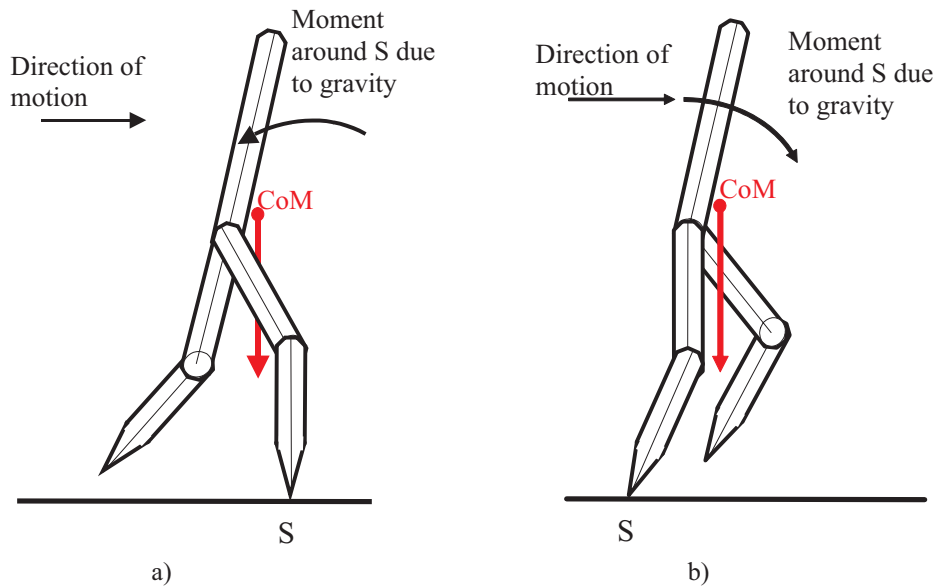 Direction of
motion
Moment
around S due
to gravity
CoM
S
a)
Direction of
motion
Moment
around S due
to gravity
CoM
S
b)